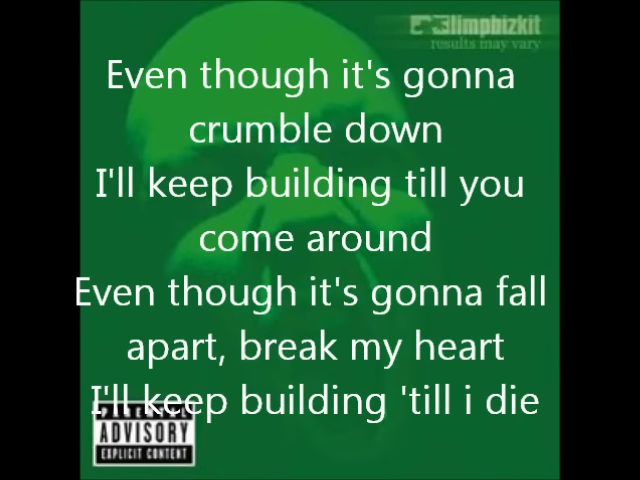 limpbizkit
results may vary
Even though it's gonna
crumble down
I'll keep building till you
come around
Even though it's gonna fall
apart, break my heart
I'll keep building 'till i die
PARENTAL
ADVISORY
EXPLICIT CONTENT